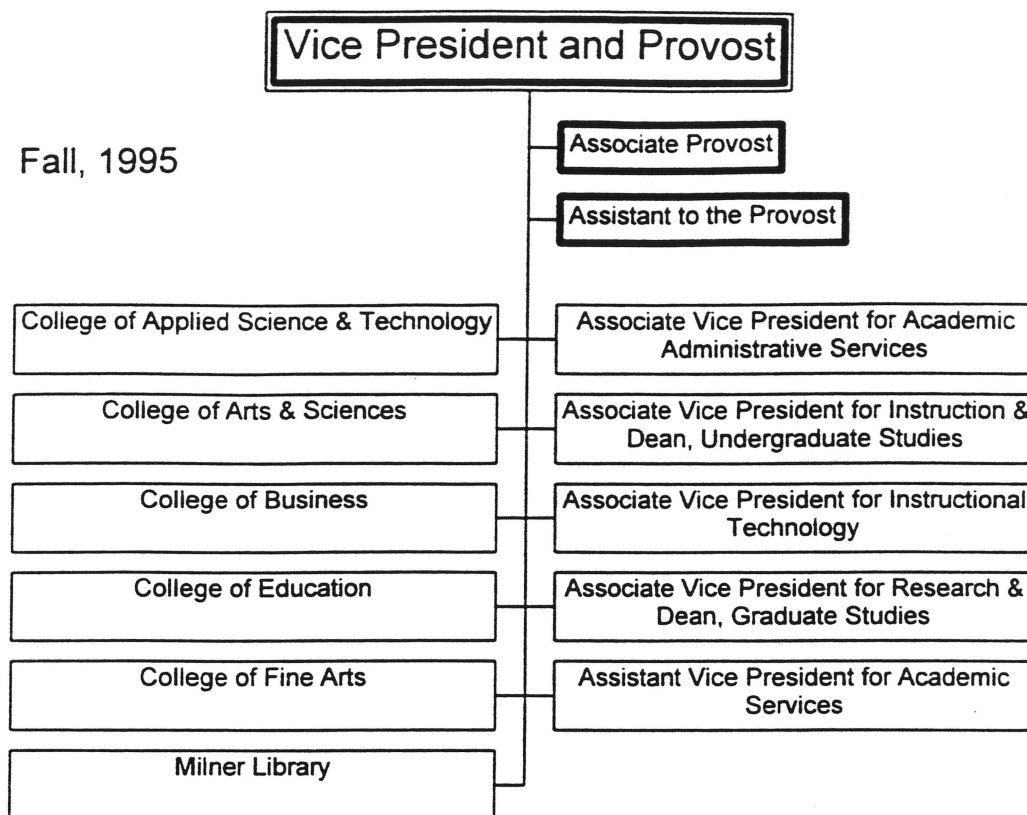 Vice President and Provost
Fall, 1995
Associate Provost
Assistant to the Provost
College of Applied Science & Technology
Associate Vice President for Academic
Administrative Services
College of Arts & Sciences
Associate Vice President for Instruction &
Dean, Undergraduate Studies
College of Business
Associate Vice President for Instructional
Technology
College of Education
Associate Vice President for Research &
Dean, Graduate Studies
College of Fine Arts
Assistant Vice President for Academic
Services
Milner Library